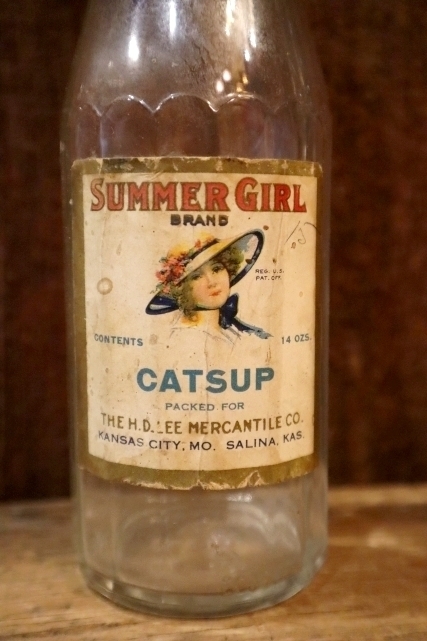 SUMMER GIRL
BRAND
REG. U.S.
PAT. OFF.
CONTENTS 14 OZS.
CATSUP
PACKED FOR
THE H.D. LEE MERCANTILE CO.
KANSAS CITY, MO. SALINA, KAS.